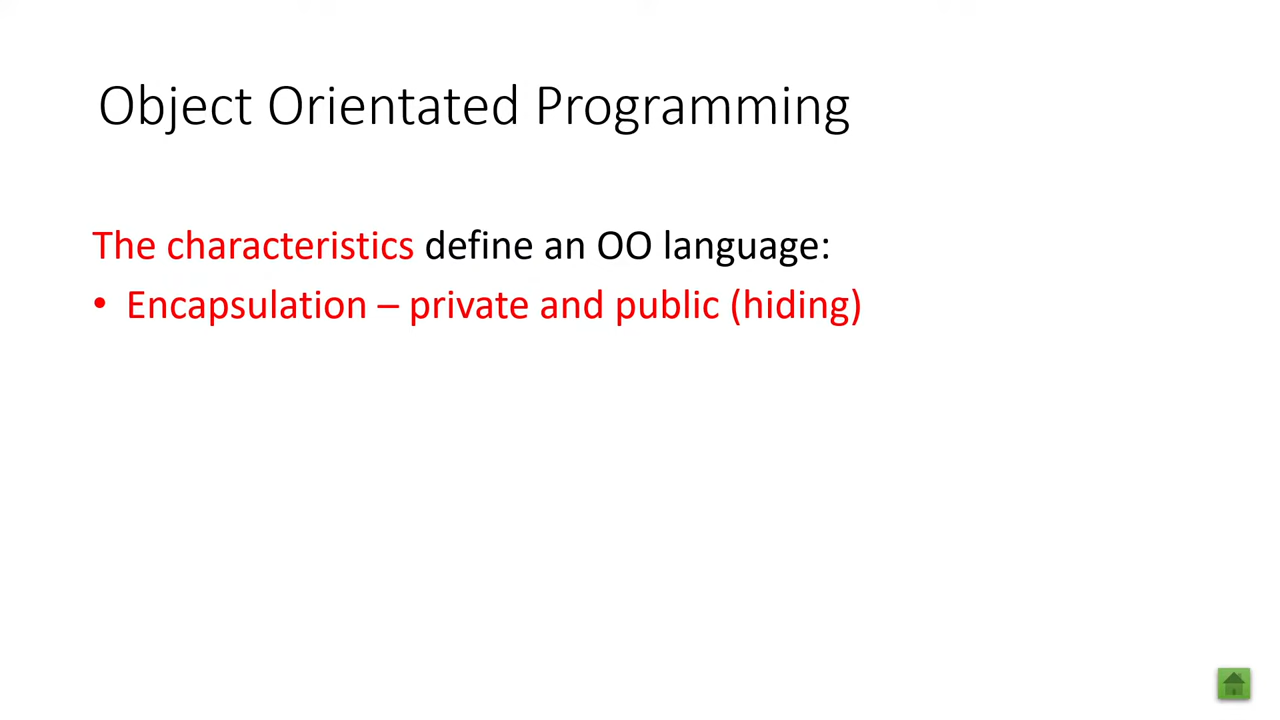 Object Orientated Programming
The characteristics define an OO language:
• Encapsulation – private and public (hiding)